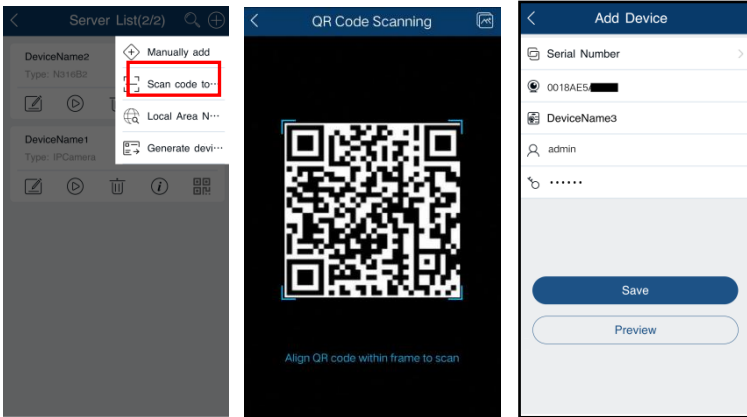 Server List(2/2)
DeviceName2
Type: N316B2
DeviceName1
Type: IPCamera
Manually add
Scan code to···
Local Area N···
Generate devi···
QR Code Scanning
Align QR code within frame to scan
Add Device
Serial Number
0018AE5
DeviceName3
admin
······
Save
Preview